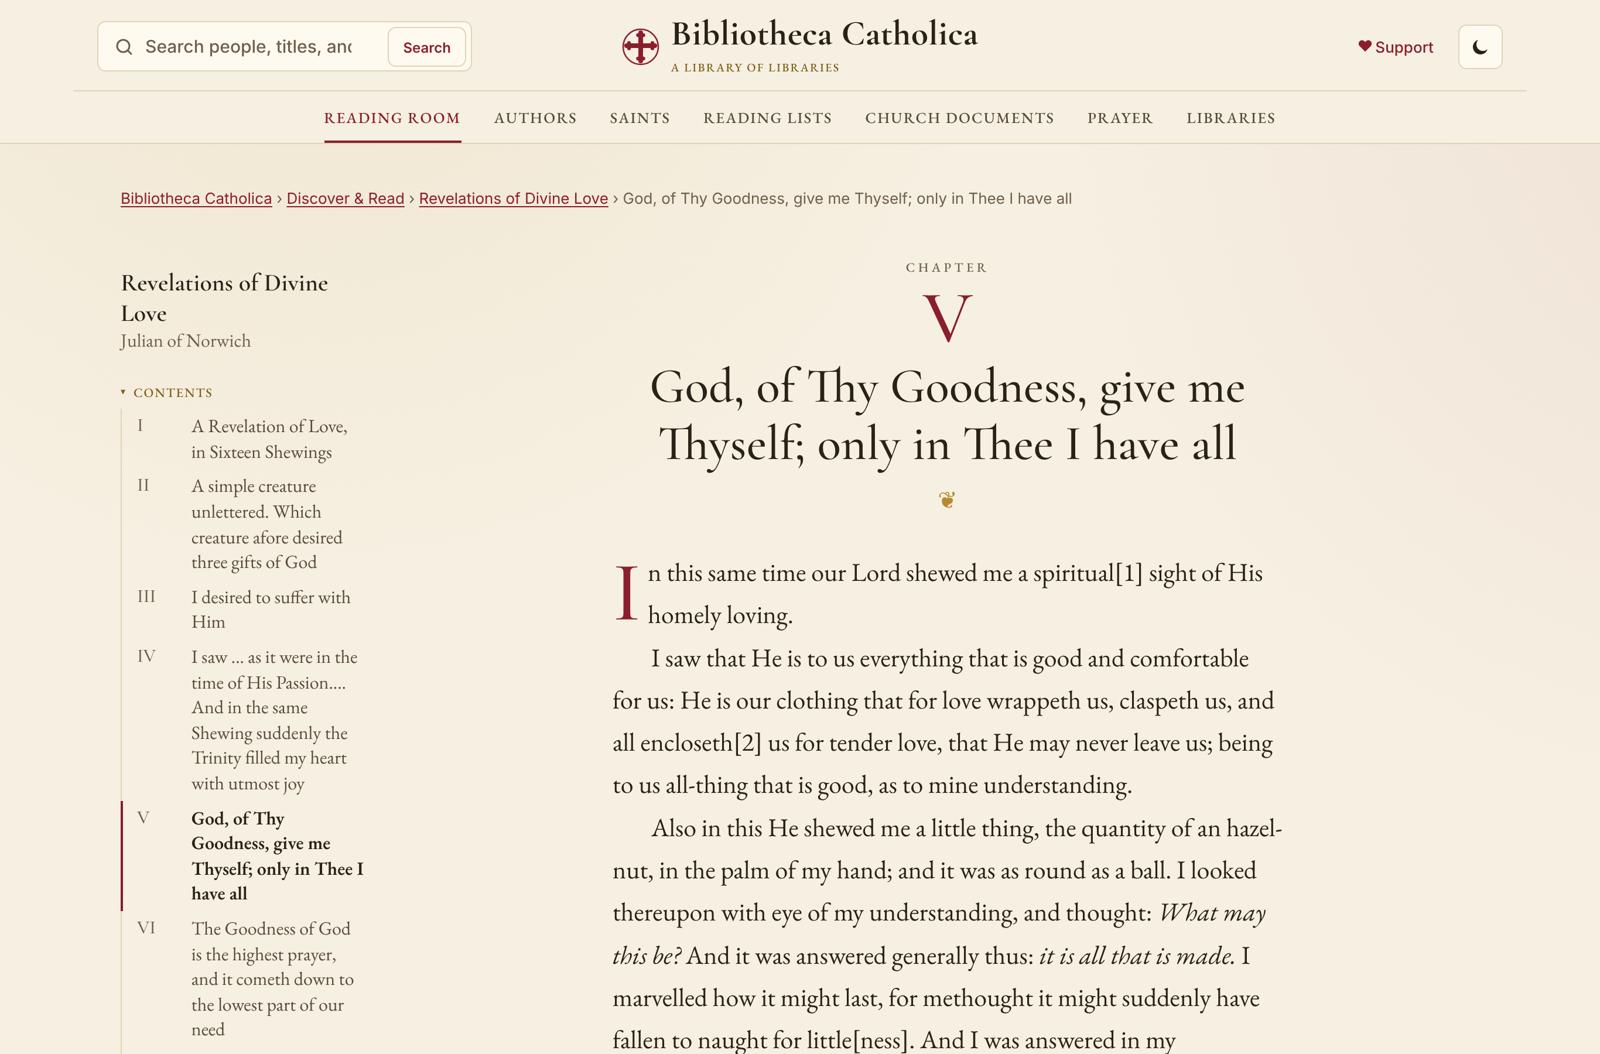 Search people, titles, and
Search
Bibliotheca Catholica
A LIBRARY OF LIBRARIES
Support
READING ROOM
AUTHORS
SAINTS
READING LISTS
CHURCH DOCUMENTS
PRAYER
LIBRARIES
Bibliotheca Catholica › Discover & Read › Revelations of Divine Love › God, of Thy Goodness, give me Thyself; only in Thee I have all
Revelations of Divine
Love
Julian of Norwich
CONTENTS
I A Revelation of Love,
in Sixteen Shewings
II A simple creature
unlettered. Which
creature afore desired
three gifts of God
III I desired to suffer with
Him
IV I saw ... as it were in the
time of His Passion....
And in the same
Shewing suddenly the
Trinity filled my heart
with utmost joy
V God, of Thy
Goodness, give me
Thyself; only in Thee I
have all
VI The Goodness of God
is the highest prayer,
and it cometh down to
the lowest part of our
need
CHAPTER
V
God, of Thy Goodness, give me
Thyself; only in Thee I have all
In this same time our Lord shewed me a spiritual[1] sight of His
homely loving.
I saw that He is to us everything that is good and comfortable
for us: He is our clothing that for love wrappeth us, claspeth us, and
all encloseth[2] us for tender love, that He may never leave us; being
to us all-thing that is good, as to mine understanding.
Also in this He shewed me a little thing, the quantity of an hazel-
nut, in the palm of my hand; and it was as round as a ball. I looked
thereupon with eye of my understanding, and thought: What may
this be? And it was answered generally thus: it is all that is made. I
marvelled how it might last, for methought it might suddenly have
fallen to naught for little[ness]. And I was answered in my